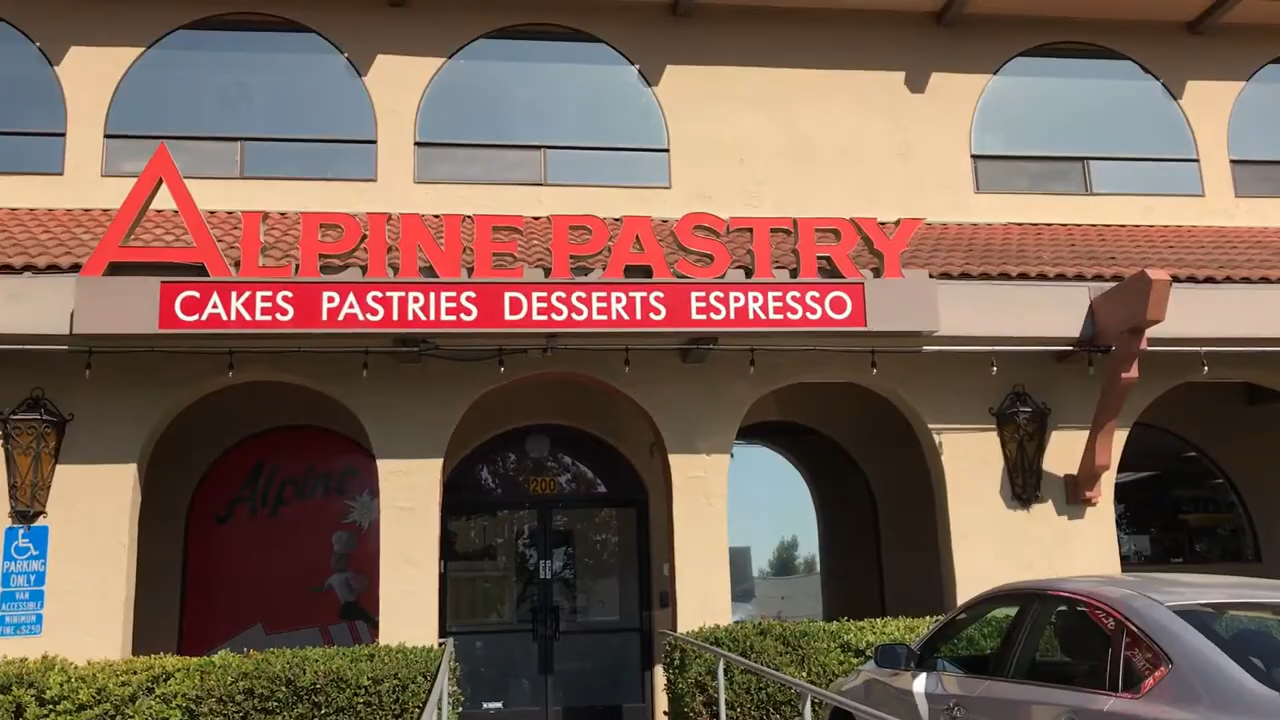 ALPINE PASTRY
CAKES PASTRIES DESSERTS ESPRESSO
Alpine
200
PARKING
ONLY
VAN
ACCESSIBLE
MINIMUM
FINE $250